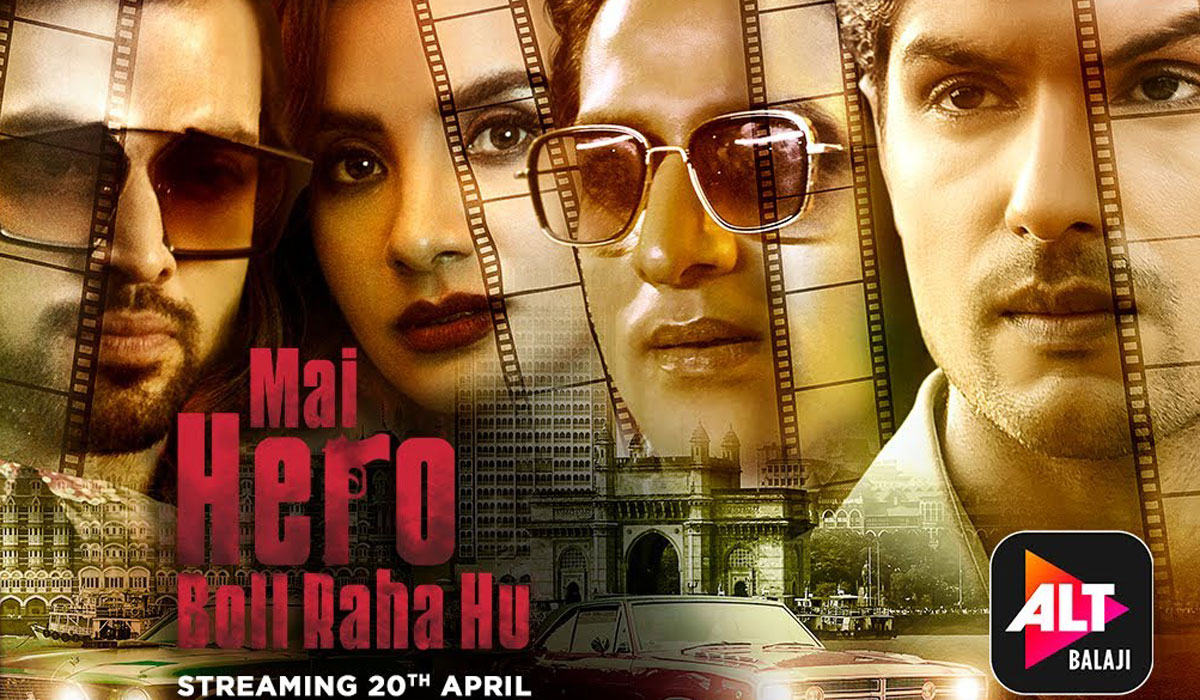 Mai
Hero
Boll Raha Hu
STREAMING 20TH APRIL
ALT
BALAJI